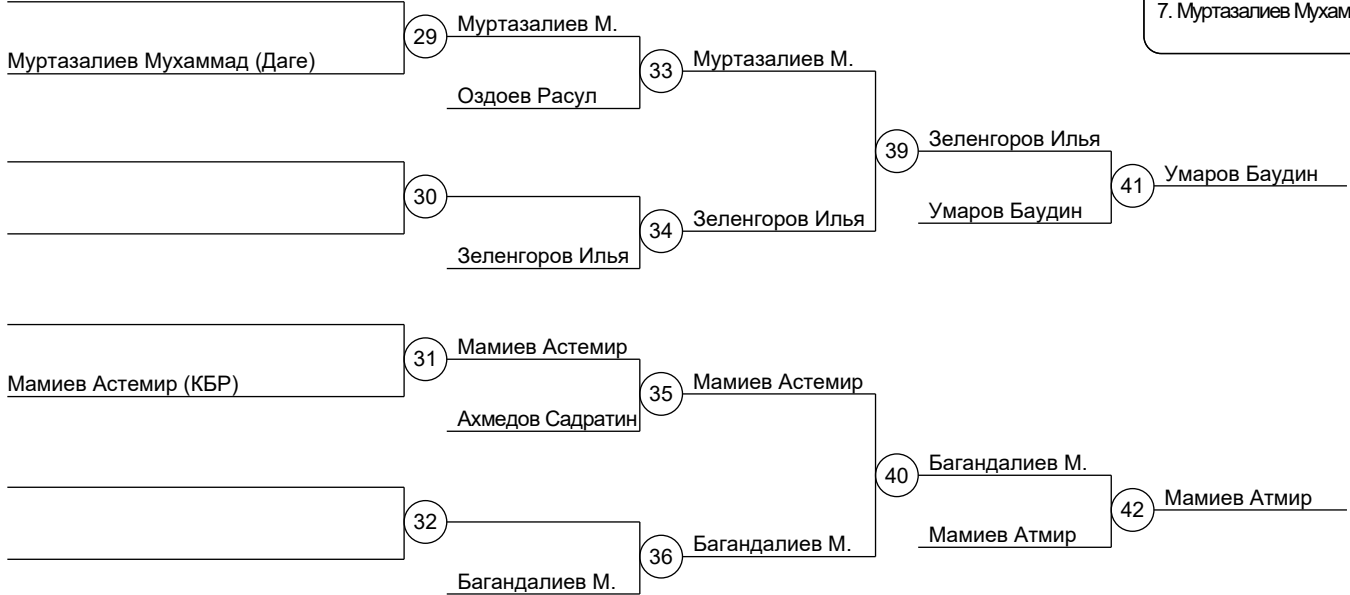 7. Муртазалиев Мухам
29
Муртазалиев М.
Муртазалиев Мухаммад (Даге)
33
Муртазалиев М.
Оздоев Расул
39
Зеленгоров Илья
41
Умаров Баудин
30
Умаров Баудин
34
Зеленгоров Илья
Зеленгоров Илья
31
Мамиев Астемир
Мамиев Астемир (КБР)
35
Мамиев Астемир
Ахмедов Садратин
40
Багандалиев М.
42
Мамиев Атмир
32
Мамиев Атмир
36
Багандалиев М.
Багандалиев М.